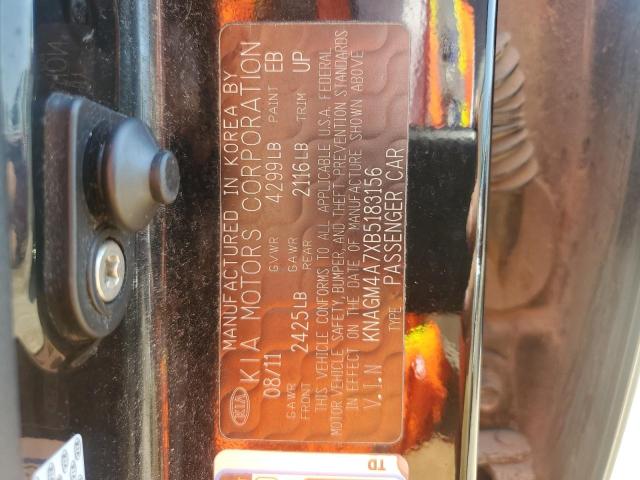 MANUFACTURED IN KOREA BY
KIA MOTORS CORPORATION
08/11 GVWR 4299LB PAINT EB
GAWR FRONT 2425LB GAWR REAR 2116LB TRIM UP
THIS VEHICLE CONFORMS TO ALL APPLICABLE U.S.A. FEDERAL
MOTOR VEHICLE SAFETY, BUMPER, AND THEFT PREVENTION STANDARDS
IN EFFECT ON THE DATE OF MANUFACTURE SHOWN ABOVE
V.I.N KNAGM4A7XB5183156
TYPE PASSENGER CAR
KIA
TD